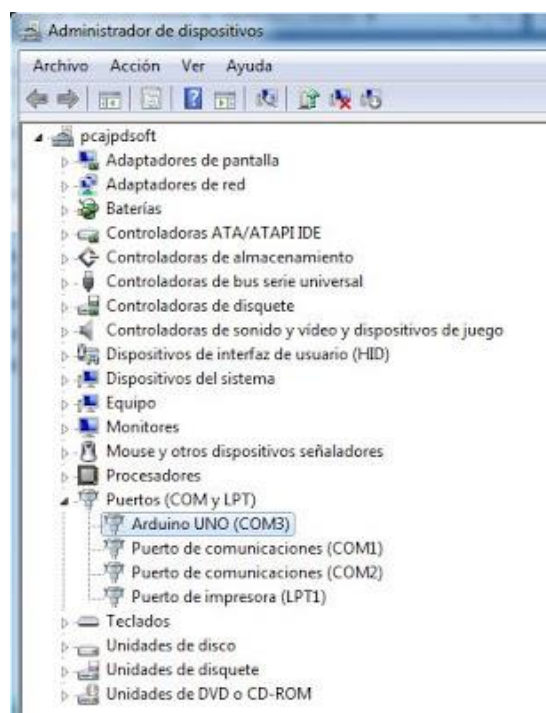 Administrador de dispositivos
Archivo Acción Ver Ayuda
pcajpdsoft
Adaptadores de pantalla
Adaptadores de red
Baterías
Controladoras ATA/ATAPI IDE
Controladoras de almacenamiento
Controladoras de bus serie universal
Controladoras de disquete
Controladoras de sonido y vídeo y dispositivos de juego
Dispositivos de interfaz de usuario (HID)
Dispositivos del sistema
Equipo
Monitores
Mouse y otros dispositivos señaladores
Procesadores
Puertos (COM y LPT)
Arduino UNO (COM3)
Puerto de comunicaciones (COM1)
Puerto de comunicaciones (COM2)
Puerto de impresora (LPT1)
Teclados
Unidades de disco
Unidades de disquete
Unidades de DVD o CD-ROM